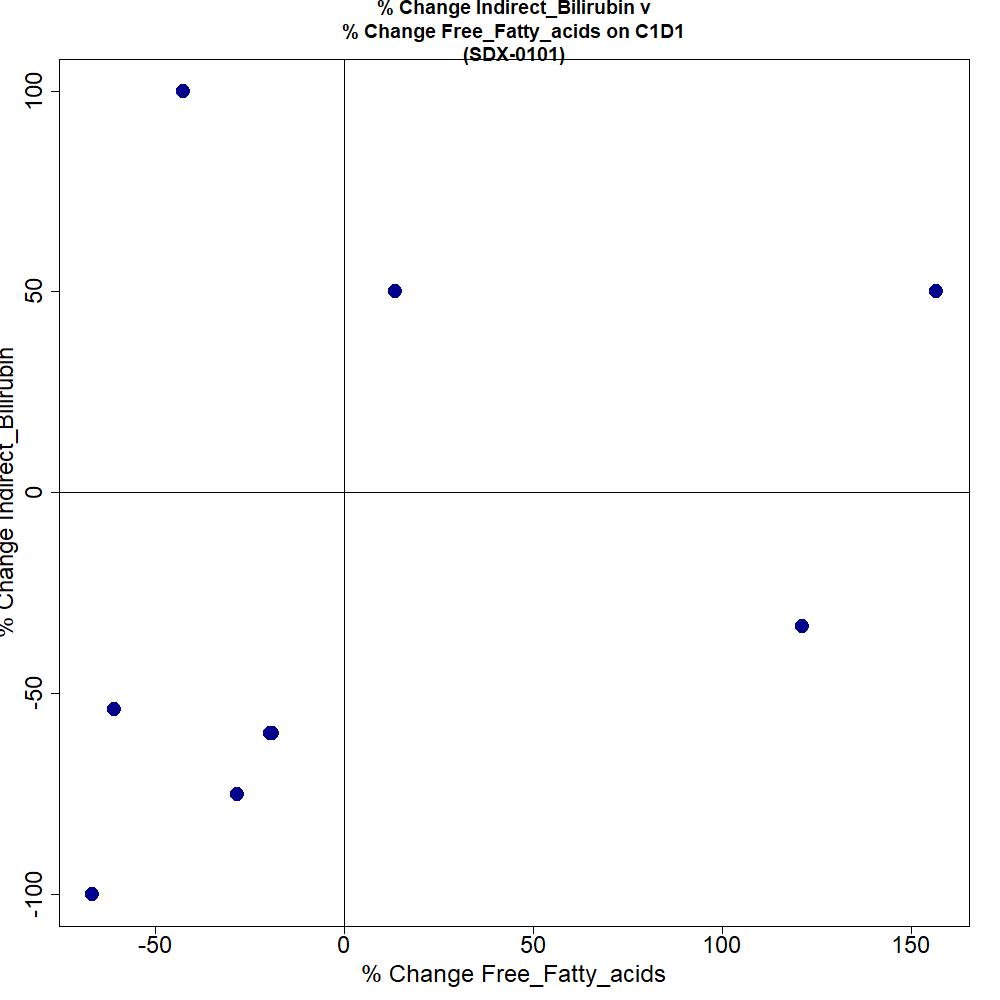 % Change Indirect_Bilirubin v
% Change Free_Fatty_acids on C1D1
(SDX-0101)
100
50
0
-50
-100
% Change Indirect_Bilirubin
-50
0
50
100
150
% Change Free_Fatty_acids